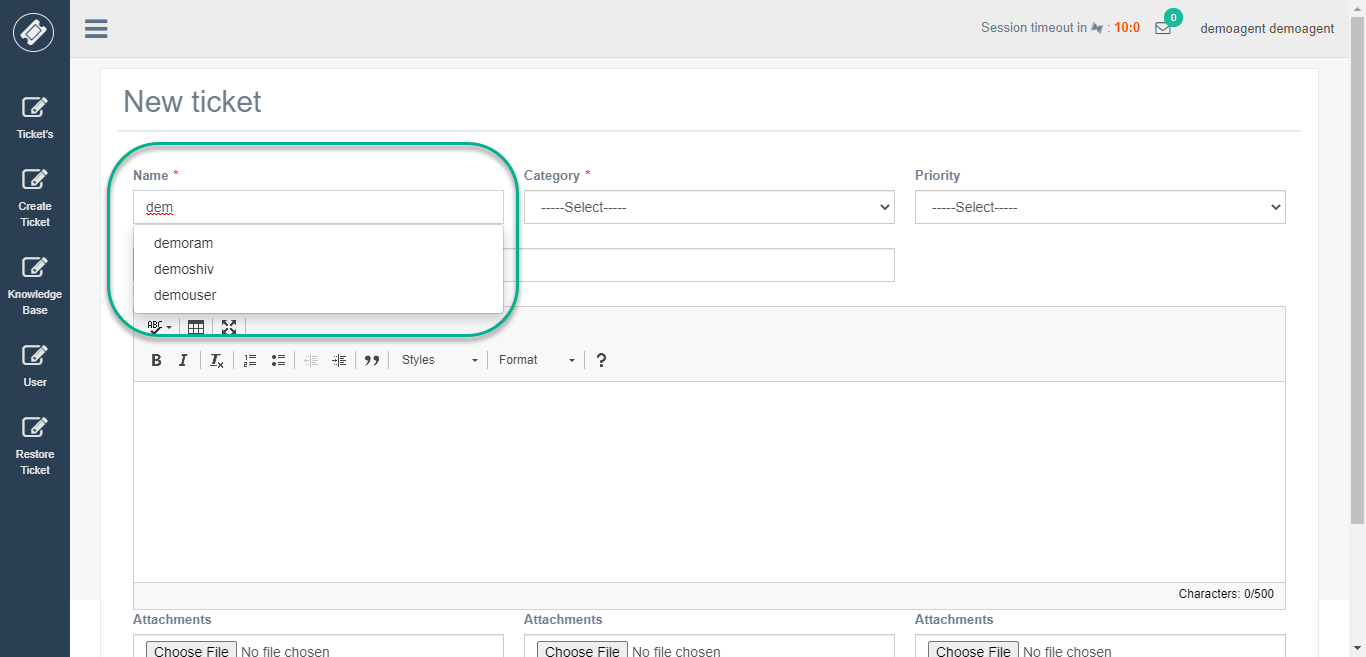 Session timeout in : 10:0
0
demoagent demoagent
Ticket's
Create
Ticket
Knowledge
Base
User
Restore
Ticket
New ticket
Name *
Category *
Priority
dem
-----Select-----
-----Select-----
demoram
demoshiv
demouser
ABC
B I Tx Styles Format ?
Characters: 0/500
Attachments
Attachments
Attachments
Choose File No file chosen
Choose File No file chosen
Choose File No file chosen